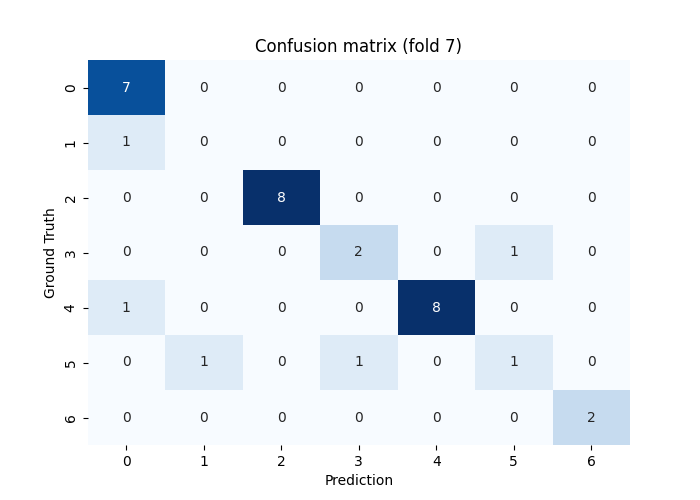 Confusion matrix (fold 7)
Ground Truth
0 7 0 0 0 0 0 0
1 1 0 0 0 0 0 0
2 0 0 8 0 0 0 0
3 0 0 0 2 0 1 0
4 1 0 0 0 8 0 0
5 0 1 0 1 0 1 0
6 0 0 0 0 0 0 2
0 1 2 3 4 5 6
Prediction